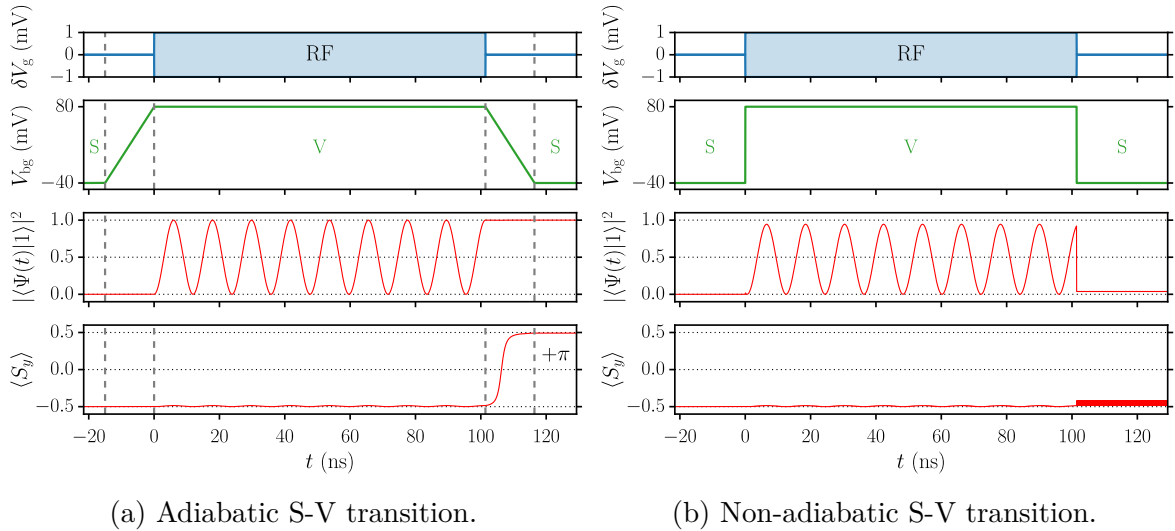 δV_g (mV)
1
0
−1
RF
V_bg (mV)
80
−40
S
V
S
|⟨Ψ(t)|1⟩|²
1.0
0.5
0.0
⟨S_y⟩
0.5
0.0
−0.5
+π
−20 0 20 40 60 80 100 120
t (ns)
(a) Adiabatic S-V transition.
δV_g (mV)
1
0
−1
RF
V_bg (mV)
80
−40
S
V
S
|⟨Ψ(t)|1⟩|²
1.0
0.5
0.0
⟨S_y⟩
0.5
0.0
−0.5
−20 0 20 40 60 80 100 120
t (ns)
(b) Non-adiabatic S-V transition.